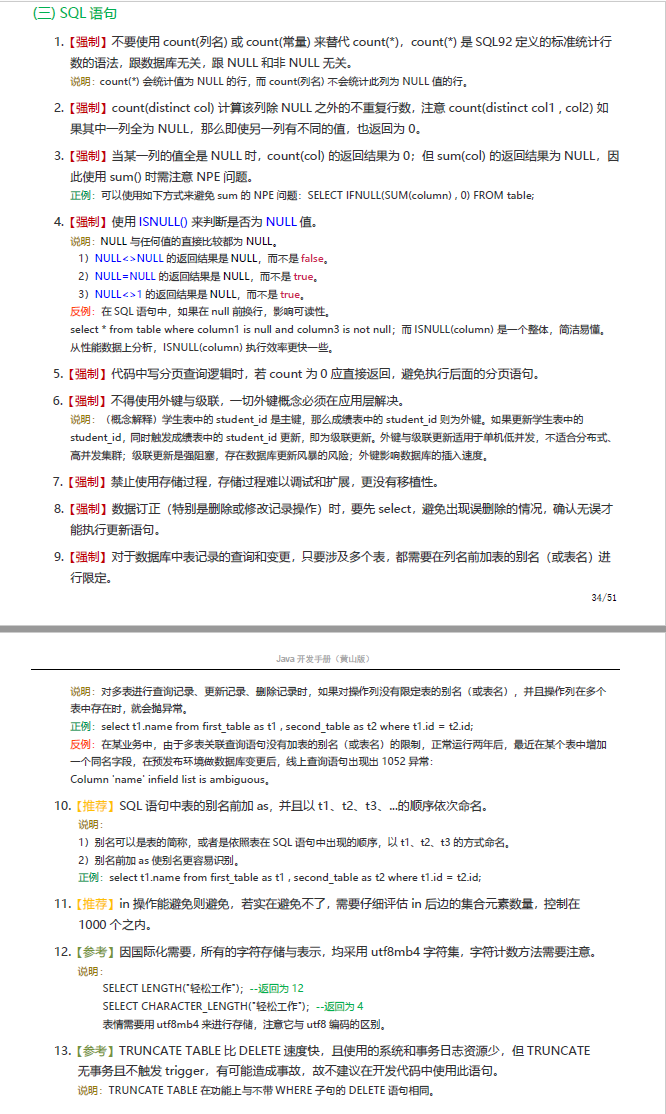 (三) SQL 语句
1.【强制】不要使用 count(列名) 或 count(常量) 来替代 count(*)，count(*) 是 SQL92 定义的标准统计行
数的语法，跟数据库无关，跟 NULL 和非 NULL 无关。
说明：count(*) 会统计值为 NULL 的行，而 count(列名) 不会统计此列为 NULL 值的行。
2.【强制】count(distinct col) 计算该列除 NULL 之外的不重复行数，注意 count(distinct col1 , col2) 如
果其中一列全为 NULL，那么即使另一列有不同的值，也返回为 0。
3.【强制】当某一列的值全是 NULL 时，count(col) 的返回结果为 0；但 sum(col) 的返回结果为 NULL，因
此使用 sum() 时需注意 NPE 问题。
正例：可以使用如下方式来避免 sum 的 NPE 问题：SELECT IFNULL(SUM(column) , 0) FROM table;
4.【强制】使用 ISNULL() 来判断是否为 NULL 值。
说明：NULL 与任何值的直接比较都为 NULL。
1）NULL<>NULL 的返回结果是 NULL，而不是 false。
2）NULL=NULL 的返回结果是 NULL，而不是 true。
3）NULL<>1 的返回结果是 NULL，而不是 true。
反例：在 SQL 语句中，如果在 null 前换行，影响可读性。
select * from table where column1 is null and column3 is not null；而 ISNULL(column) 是一个整体，简洁易懂。
从性能数据上分析，ISNULL(column) 执行效率更快一些。
5.【强制】代码中写分页查询逻辑时，若 count 为 0 应直接返回，避免执行后面的分页语句。
6.【强制】不得使用外键与级联，一切外键概念必须在应用层解决。
说明：（概念解释）学生表中的 student_id 是主键，那么成绩表中的 student_id 则为外键。如果更新学生表中的
student_id，同时触发成绩表中的 student_id 更新，即为级联更新。外键与级联更新适用于单机低并发，不适合分布式、
高并发集群；级联更新是强阻塞，存在数据库更新风暴的风险；外键影响数据库的插入速度。
7.【强制】禁止使用存储过程，存储过程难以调试和扩展，更没有移植性。
8.【强制】数据订正（特别是删除或修改记录操作）时，要先 select，避免出现误删除的情况，确认无误才
能执行更新语句。
9.【强制】对于数据库中表记录的查询和变更，只要涉及多个表，都需要在列名前加表的别名（或表名）进
行限定。
34/51
Java 开发手册（黄山版）
说明：对多表进行查询记录、更新记录、删除记录时，如果对操作列没有限定表的别名（或表名），并且操作列在多个
表中存在时，就会抛异常。
正例：select t1.name from first_table as t1 , second_table as t2 where t1.id = t2.id;
反例：在某业务中，由于多表关联查询语句没有加表的别名（或表名）的限制，正常运行两年后，最近在某个表中增加
一个同名字段，在预发布环境做数据库变更后，线上查询语句出现出 1052 异常：
Column 'name' infield list is ambiguous。
10.【推荐】SQL 语句中表的别名前加 as，并且以 t1、t2、t3、...的顺序依次命名。
说明：
1）别名可以是表的简称，或者是依照表在 SQL 语句中出现的顺序，以 t1、t2、t3 的方式命名。
2）别名前加 as 使别名更容易识别。
正例：select t1.name from first_table as t1 , second_table as t2 where t1.id = t2.id;
11.【推荐】in 操作能避免则避免，若实在避免不了，需要仔细评估 in 后边的集合元素数量，控制在
1000 个之内。
12.【参考】因国际化需要，所有的字符存储与表示，均采用 utf8mb4 字符集，字符计数方法需要注意。
说明：
SELECT LENGTH("轻松工作"); --返回为 12
SELECT CHARACTER_LENGTH("轻松工作"); --返回为 4
表情需要用 utf8mb4 来进行存储，注意它与 utf8 编码的区别。
13.【参考】TRUNCATE TABLE 比 DELETE 速度快，且使用的系统和事务日志资源少，但 TRUNCATE
无事务且不触发 trigger，有可能造成事故，故不建议在开发代码中使用此语句。
说明：TRUNCATE TABLE 在功能上与不带 WHERE 子句的 DELETE 语句相同。